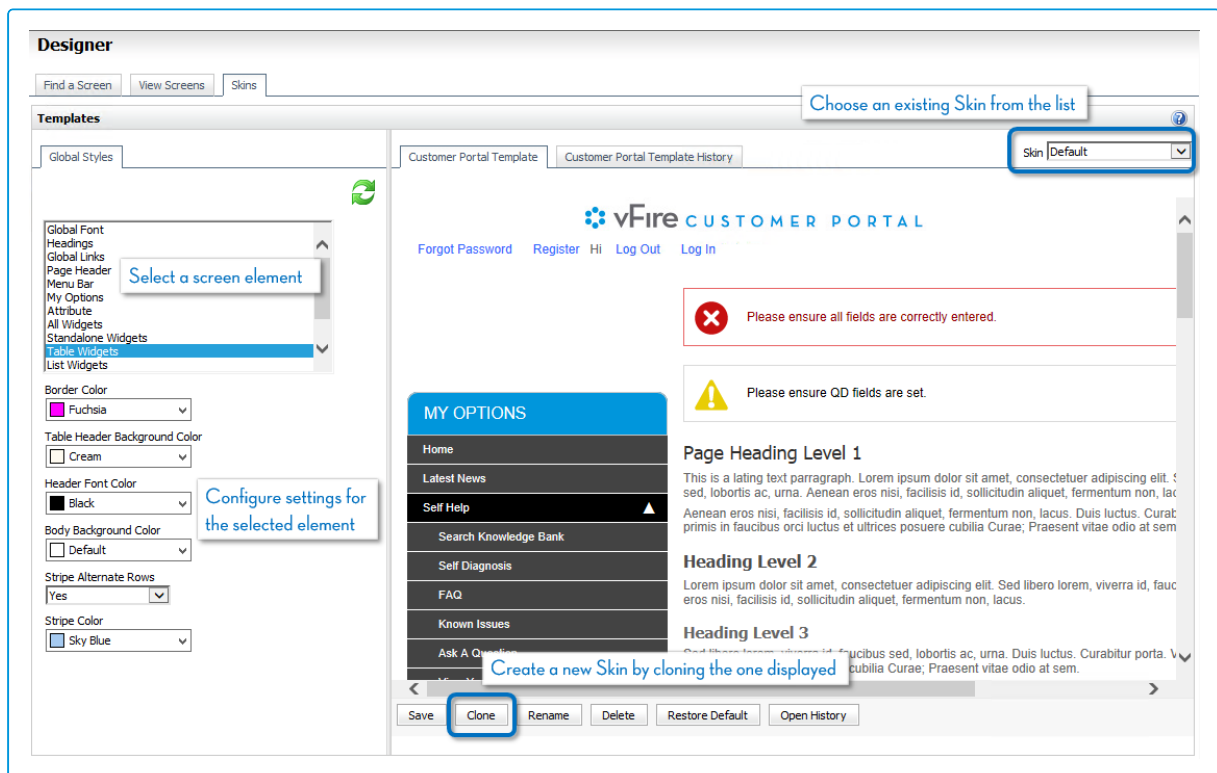 Designer
Find a Screen View Screens Skins
Choose an existing Skin from the list
Templates
Global Styles
Customer Portal Template Customer Portal Template History
Skin Default
vFire CUSTOMER PORTAL
Forgot Password Register Hi Log Out Log In
Global Font
Headings
Global Links
Page Header
Menu Bar
My Options
Attribute
All Widgets
Standalone Widgets
Table Widgets
List Widgets
Select a screen element
Border Color
Fuchsia
Table Header Background Color
Cream
Header Font Color
Black
Body Background Color
Default
Stripe Alternate Rows
Yes
Stripe Color
Sky Blue
Configure settings for
the selected element
Please ensure all fields are correctly entered.
Please ensure QD fields are set.
MY OPTIONS
Home
Latest News
Self Help
Search Knowledge Bank
Self Diagnosis
FAQ
Known Issues
Ask A
Page Heading Level 1
This is a lating text paragraph. Lorem ipsum dolor sit amet, consectetuer adipiscing elit.
sed, lobortis ac, urna. Aenean eros nisi, facilisis id, sollicitudin aliquet, fermentum non,
Aenean eros nisi, facilisis id, sollicitudin aliquet, fermentum non, lacus. Duis luctus.
primis in faucibus orci luctus et ultrices posuere cubilia Curae; Praesent vitae odio at sem
Heading Level 2
Lorem ipsum dolor sit amet, consectetuer adipiscing elit. Sed libero lorem, viverra id,
eros nisi, facilisis id, sollicitudin aliquet, fermentum non, lacus.
Heading Level 3
faucibus sed, lobortis ac, urna. Duis luctus. Curabitur porta.
cubilia Curae; Praesent vitae odio at sem.
Create a new Skin by cloning the one displayed
Save Clone Rename Delete Restore Default Open History